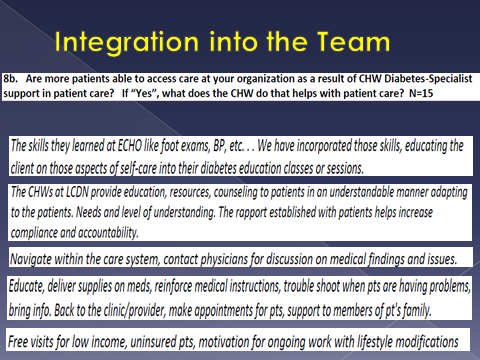 Integration into the Team
8b. Are more patients able to access care at your organization as a result of CHW Diabetes-Specialist
support in patient care? If “Yes”, what does the CHW do that helps with patient care? N=15
The skills they learned at ECHO like foot exams, BP, etc. . . We have incorporated those skills, educating the
client on those aspects of self-care into their diabetes education classes or sessions.
The CHWs at LCDN provide education, resources, counseling to patients in an understandable manner adapting
to the patients. Needs and level of understanding. The rapport established with patients helps increase
compliance and accountability.
Navigate within the care system, contact physicians for discussion on medical findings and issues.
Educate, deliver supplies on meds, reinforce medical instructions, trouble shoot when pts are having problems,
bring info. Back to the clinic/provider, make appointments for pts, support to members of pt's family.
Free visits for low income, uninsured pts, motivation for ongoing work with lifestyle modifications